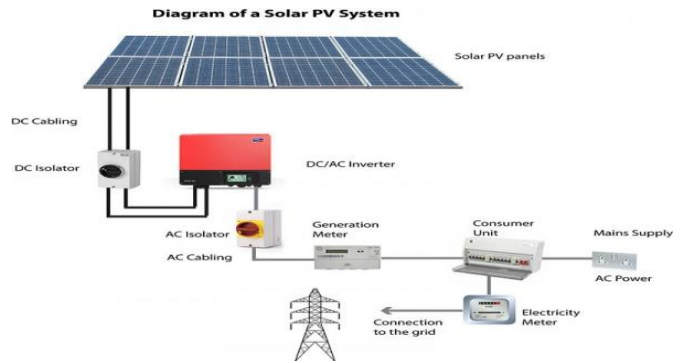 Diagram of a Solar PV System
Solar PV panels
DC Cabling
DC Isolator
DC/AC Inverter
AC Isolator
AC Cabling
Generation
Meter
Consumer
Unit
Mains Supply
AC Power
Electricity
Meter
Connection
to the grid